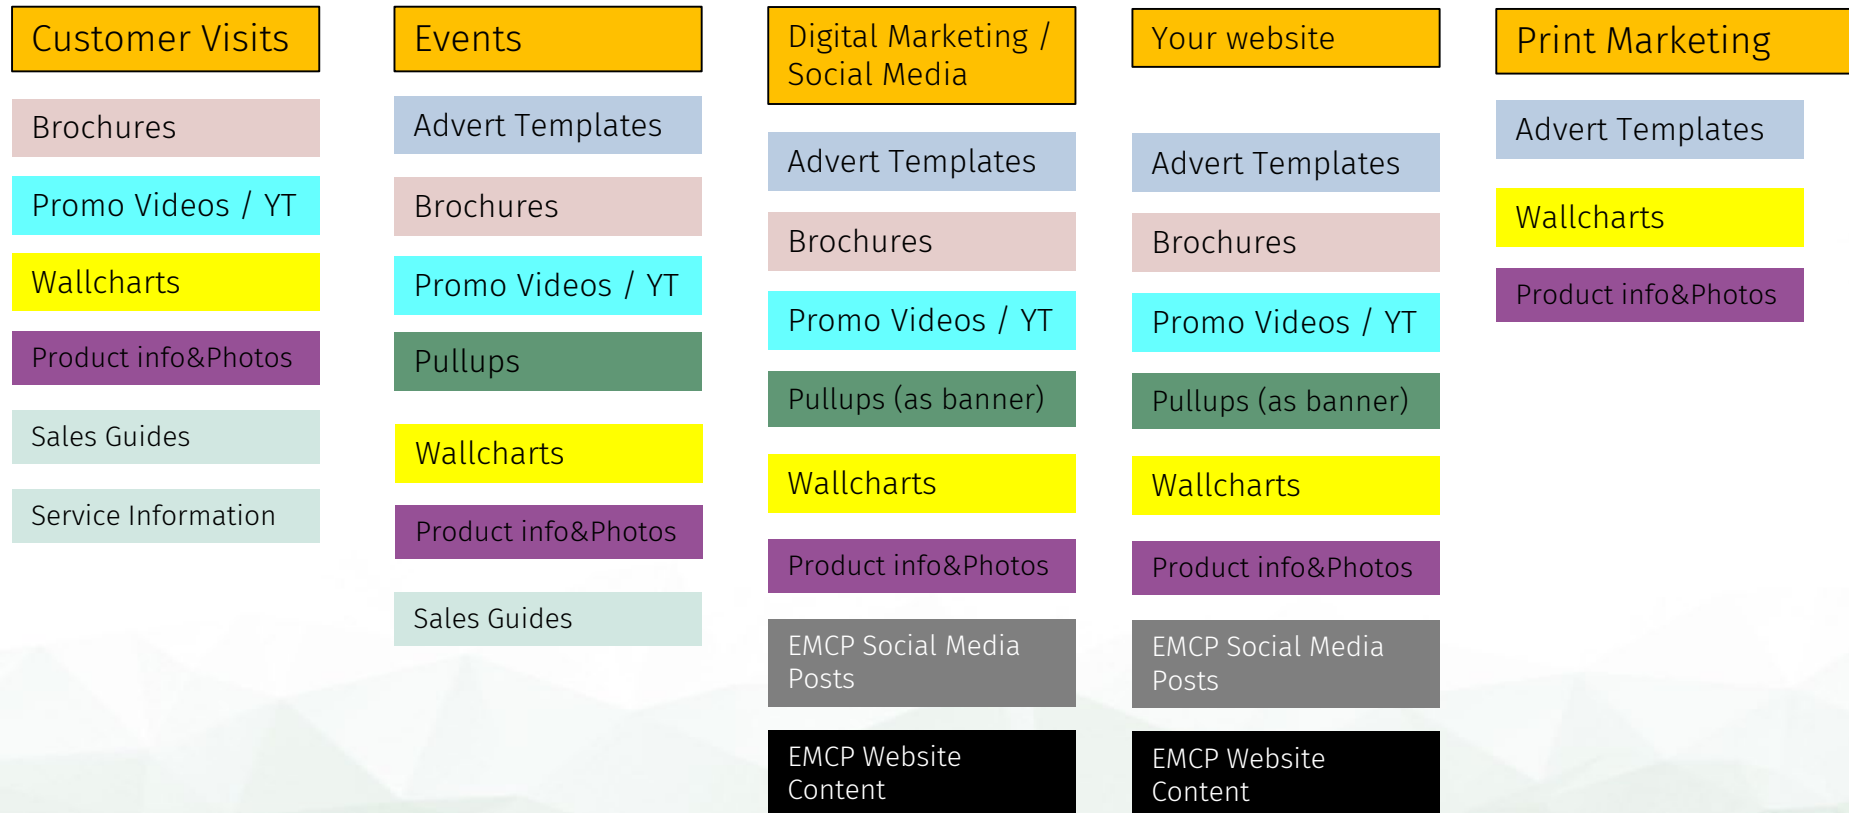 Customer Visits
Brochures
Promo Videos / YT
Wallcharts
Product info&Photos
Sales Guides
Service Information
Events
Advert Templates
Brochures
Promo Videos / YT
Pullups
Wallcharts
Product info&Photos
Sales Guides
Digital Marketing /
Social Media
Advert Templates
Brochures
Promo Videos / YT
Pullups (as banner)
Wallcharts
Product info&Photos
EMCP Social Media
Posts
EMCP Website
Content
Your website
Advert Templates
Brochures
Promo Videos / YT
Pullups (as banner)
Wallcharts
Product info&Photos
EMCP Social Media
Posts
EMCP Website
Content
Print Marketing
Advert Templates
Wallcharts
Product info&Photos